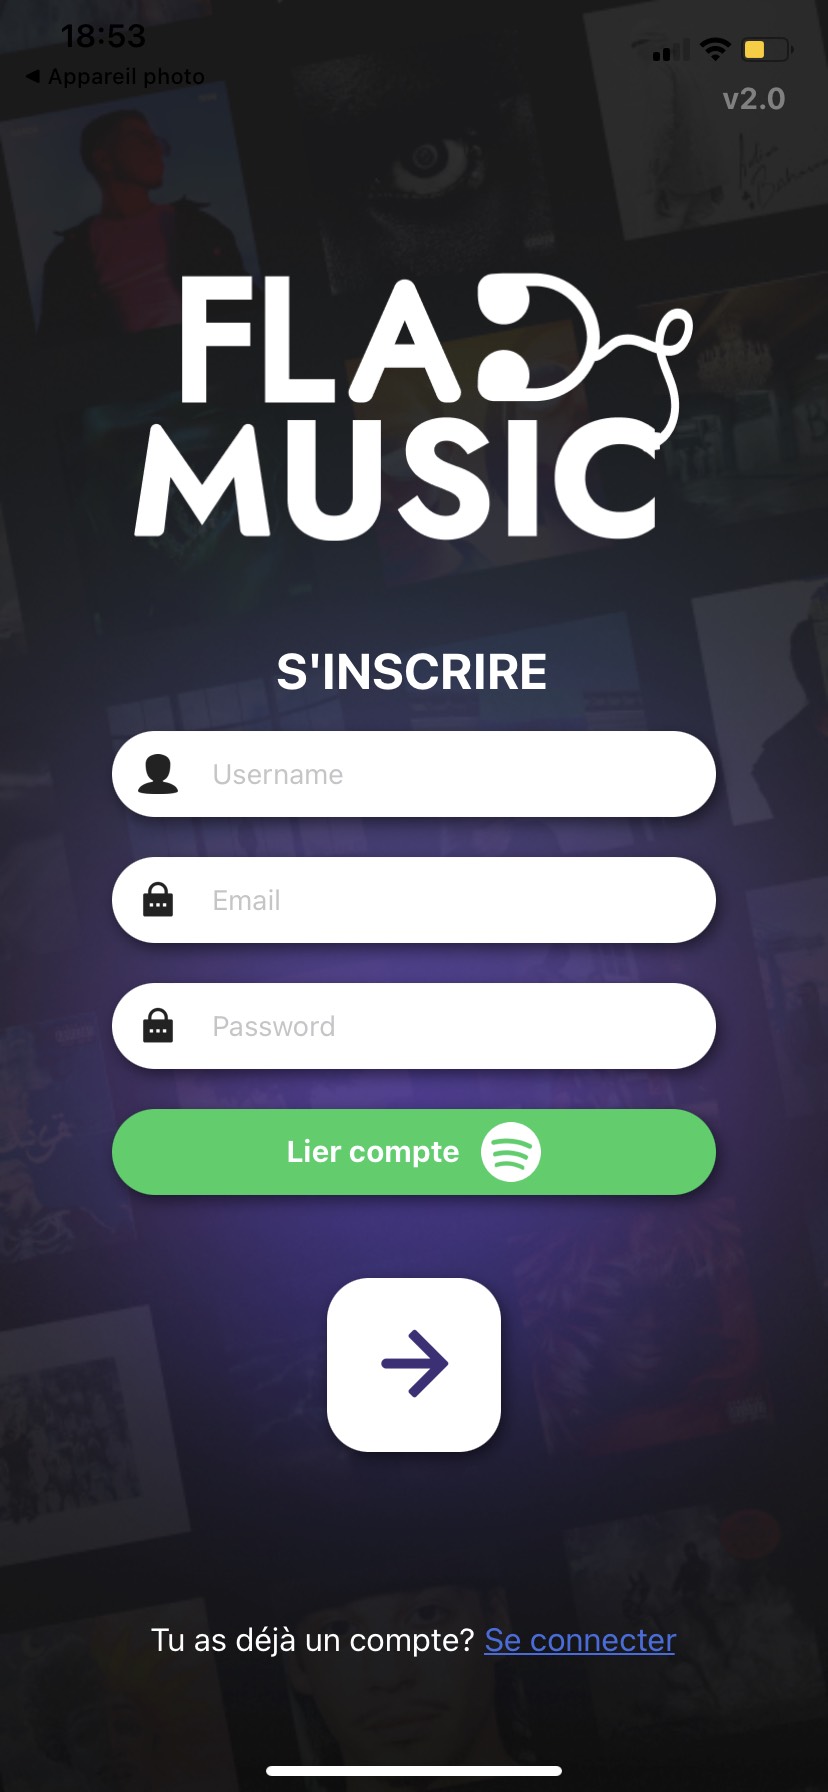 18:53
◀ Appareil photo
v2.0
FLAD
MUSIC
S'INSCRIRE
Username
Email
Password
Lier compte
Tu as déjà un compte? Se connecter